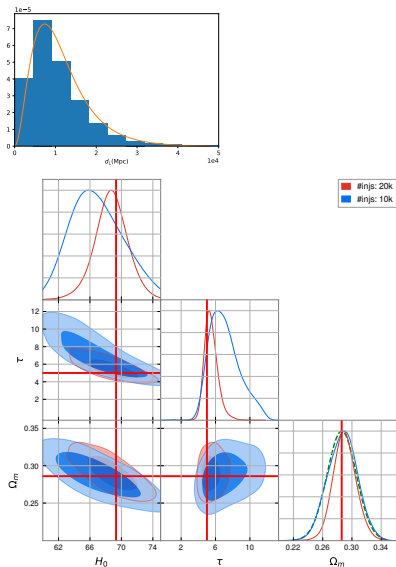 1e−5
7
6
5
4
3
2
1
0
0 1 2 3 4 5
d_L(Mpc) 1e4
#injs: 20k
#injs: 10k
12
10
8
6
4
2
τ
0.35
0.30
0.25
Ω_m
62 66 70 74
2 6 10
0.22 0.26 0.30 0.34
H_0
τ
Ω_m